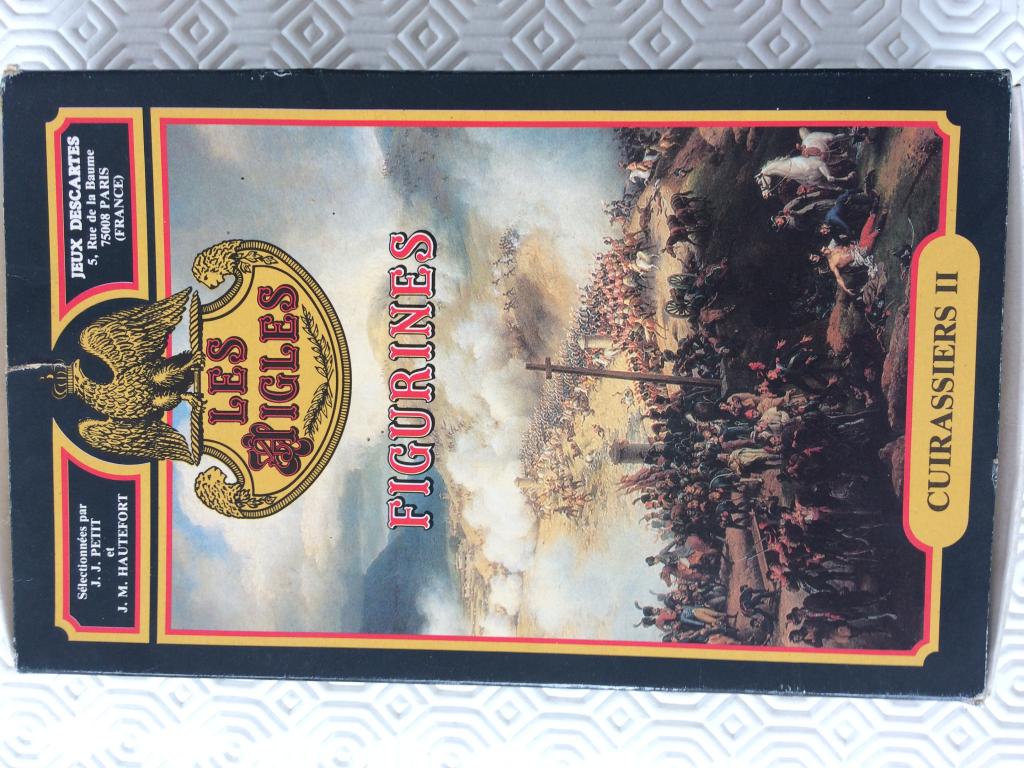 Sélectionnées par
J. J. PETIT
et
J. M. HAUTEFORT
JEUX DESCARTES
5, Rue de la Baume
75008 PARIS
(FRANCE)
LES
AIGLES
FIGURINES
CUIRASSIERS II